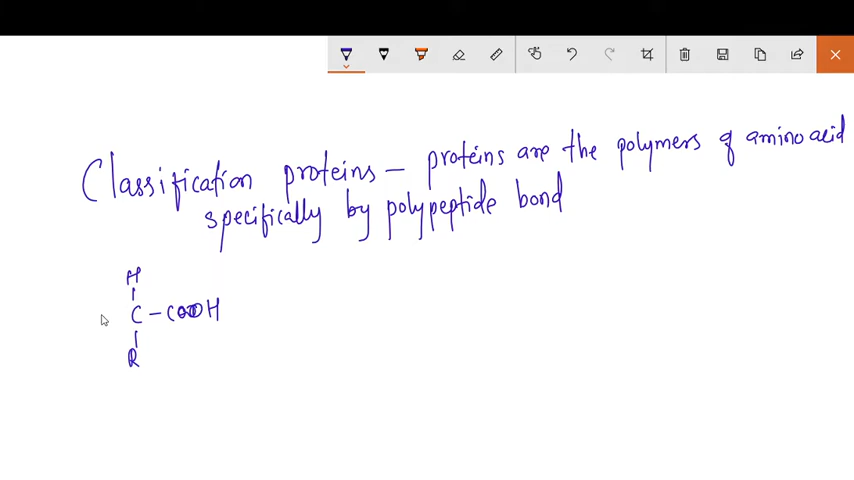 Classification proteins - proteins are the polymers of amino acid
specifically by polypeptide bond
H
C - COOH
R